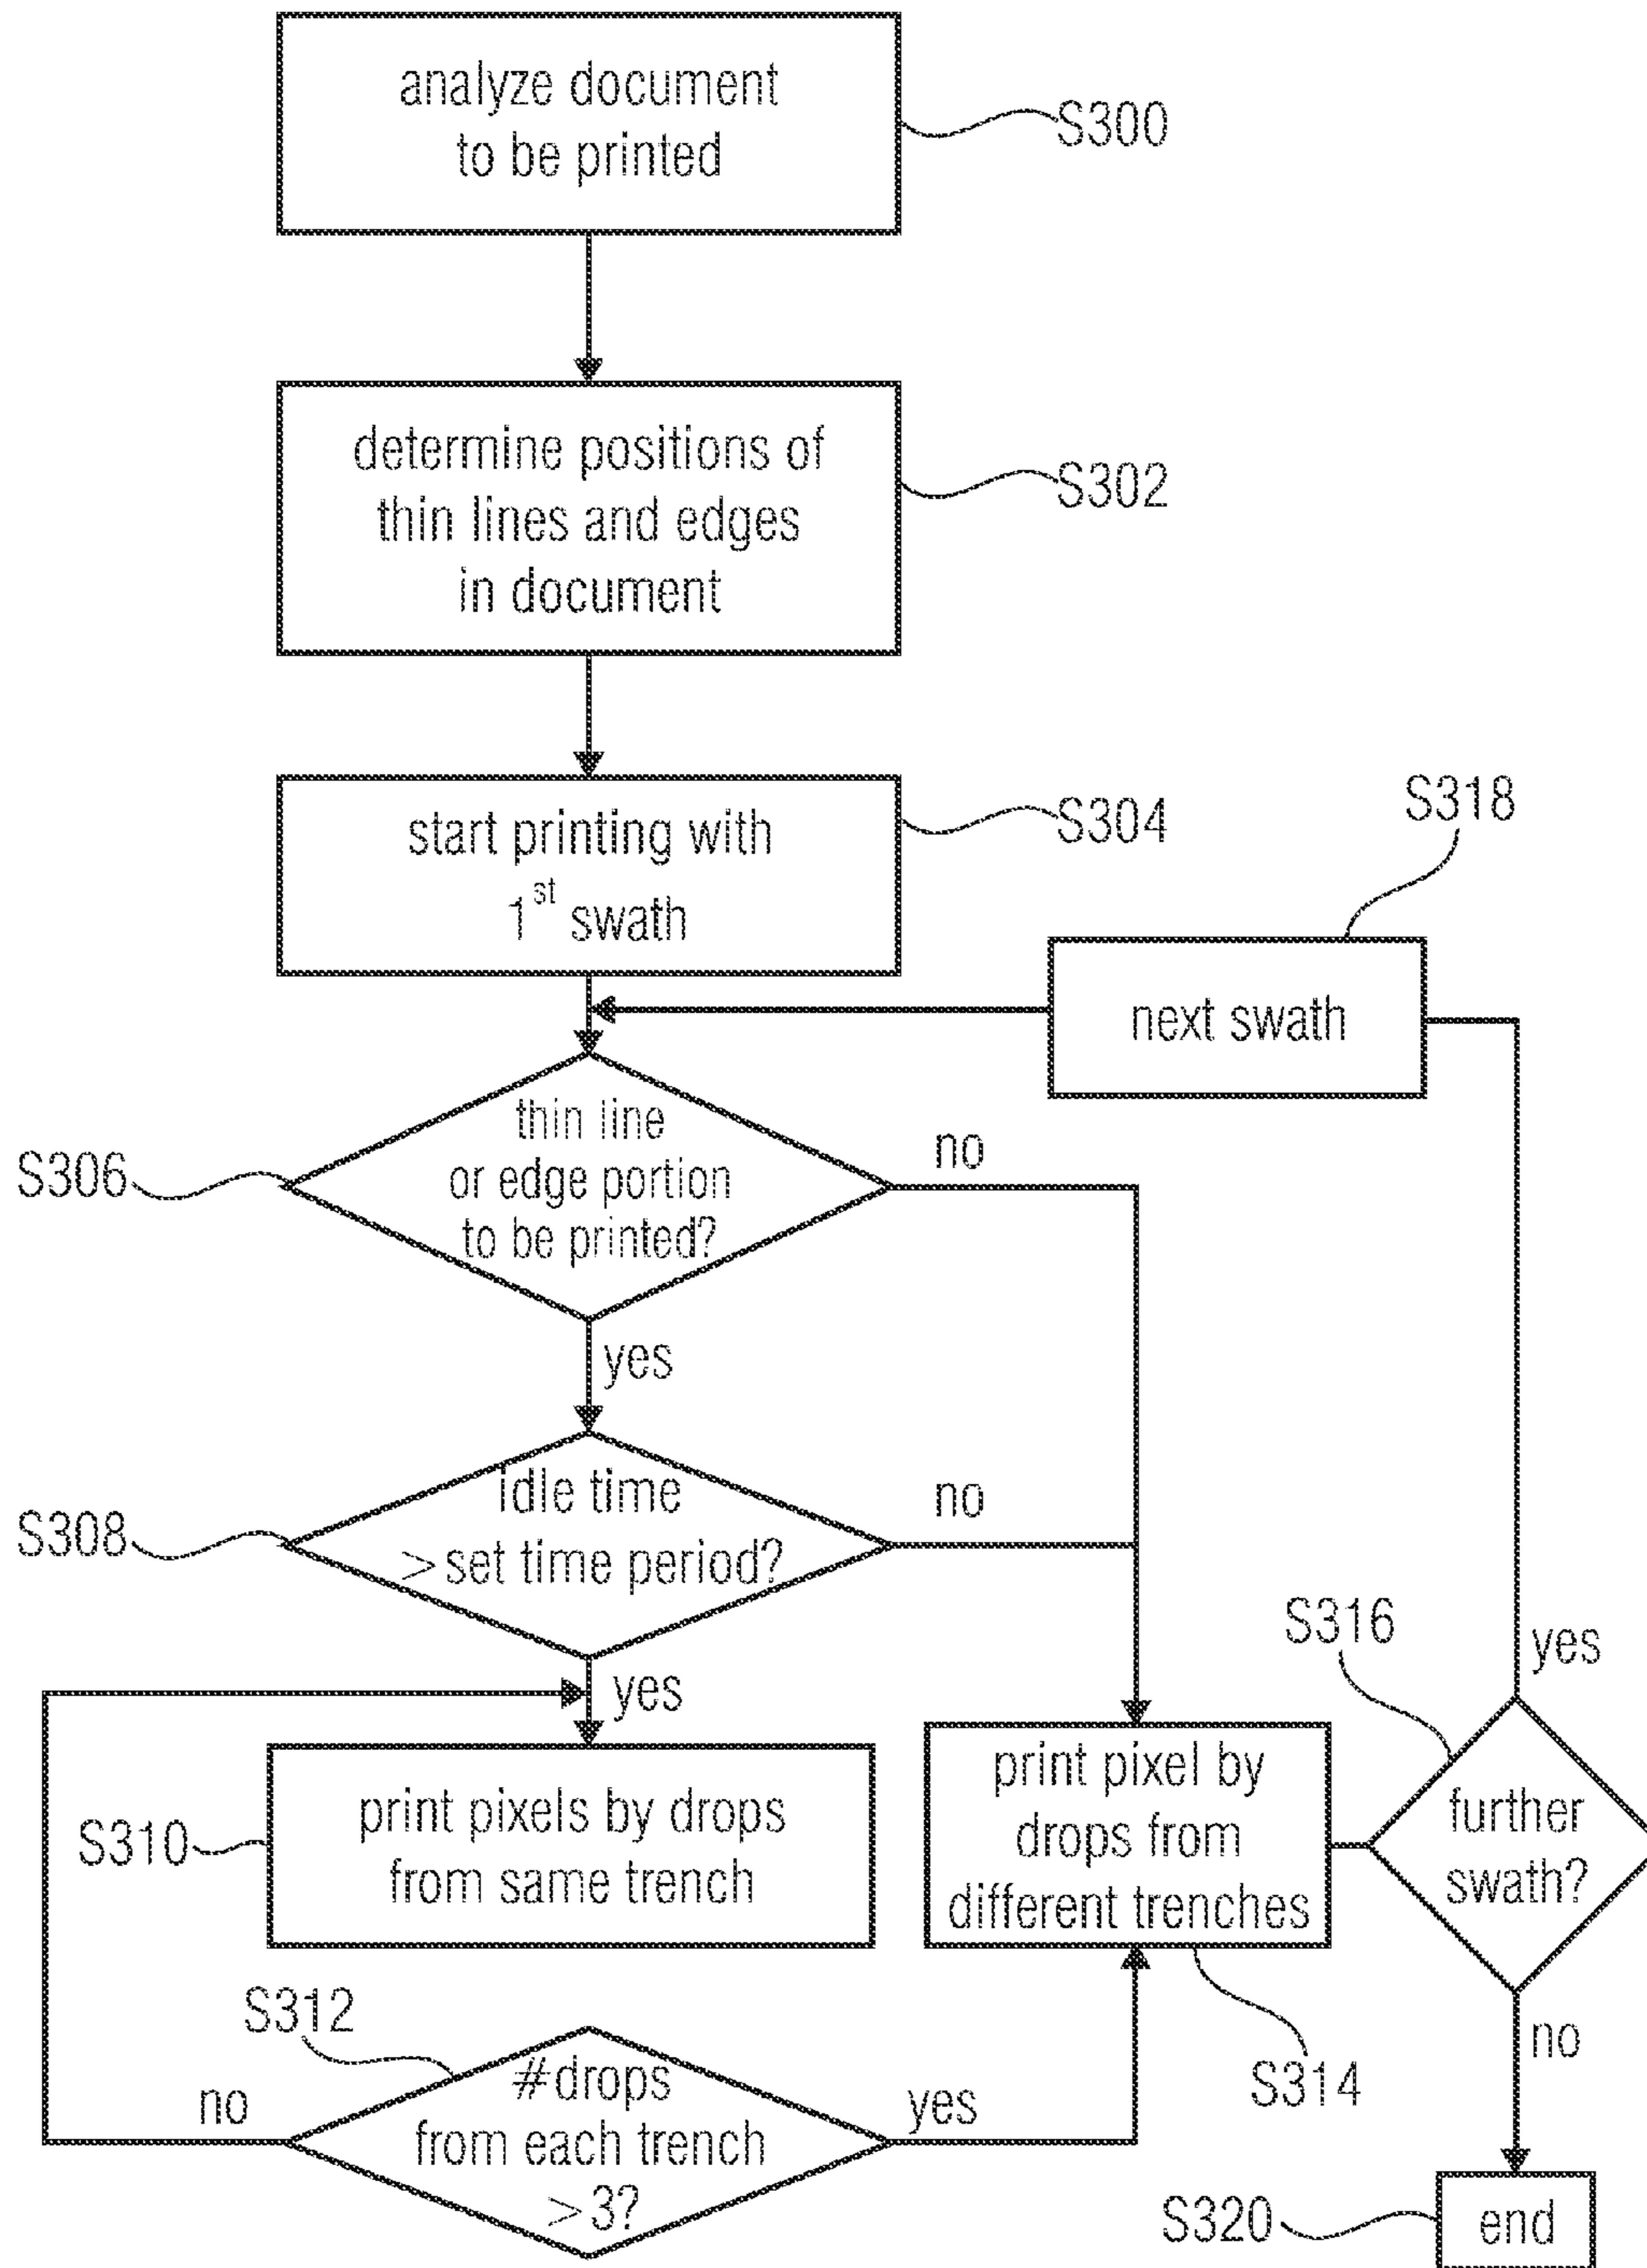 analyze document
to be printed
S300
determine positions of
thin lines and edges
in document
S302
start printing with
1st swath
S304
S318
next swath
thin line
or edge portion
to be printed?
S306
no
yes
idle time
> set time period?
S308
no
yes
print pixels by drops
from same trench
S310
print pixel by
drops from
different trenches
S314
S316
further
swath?
yes
no
S312
#drops
from each trench
> 3?
no
yes
S320
end